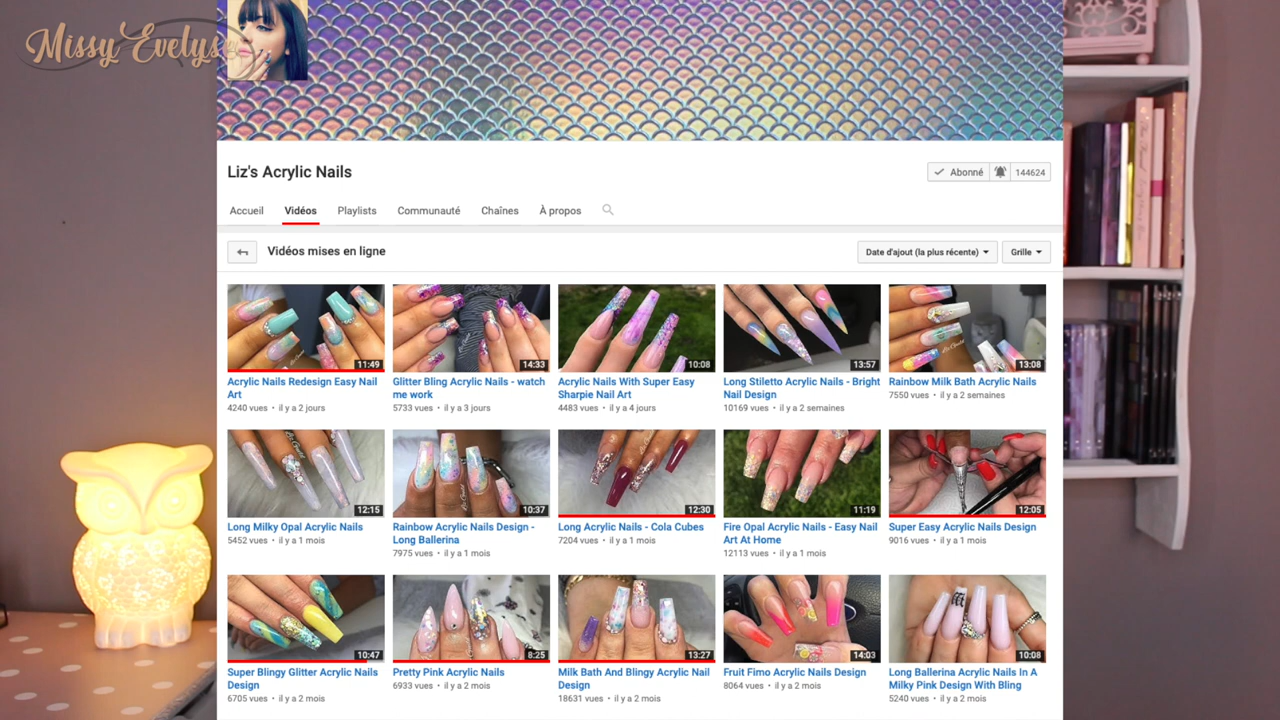 Missy Evelyse
Liz's Acrylic Nails
Abonné 144624
Accueil Vidéos Playlists Communauté Chaînes À propos
Vidéos mises en ligne
Date d'ajout (la plus récente) Grille
11:49 14:33 10:08 13:57 13:08
Acrylic Nails Redesign Easy Nail
Art
4240 vues • il y a 2 jours
Glitter Bling Acrylic Nails - watch
me work
5733 vues • il y a 3 jours
Acrylic Nails With Super Easy
Sharpie Nail Art
4483 vues • il y a 4 jours
Long Stiletto Acrylic Nails - Bright
Nail Design
10169 vues • il y a 2 semaines
Rainbow Milk Bath Acrylic Nails
7550 vues • il y a 2 semaines
12:15 10:37 12:30 11:19 12:05
Long Milky Opal Acrylic Nails
5452 vues • il y a 1 mois
Rainbow Acrylic Nails Design -
Long Ballerina
7975 vues • il y a 1 mois
Long Acrylic Nails - Cola Cubes
7204 vues • il y a 1 mois
Fire Opal Acrylic Nails - Easy Nail
Art At Home
12113 vues • il y a 1 mois
Super Easy Acrylic Nails Design
9016 vues • il y a 1 mois
10:47 8:25 13:27 14:03 10:08
Super Blingy Glitter Acrylic Nails
Design
6705 vues • il y a 2 mois
Pretty Pink Acrylic Nails
6933 vues • il y a 2 mois
Milk Bath And Blingy Acrylic Nail
Design
18631 vues • il y a 2 mois
Fruit Fimo Acrylic Nails Design
8064 vues • il y a 2 mois
Long Ballerina Acrylic Nails In A
Milky Pink Design With Bling
5240 vues • il y a 2 mois